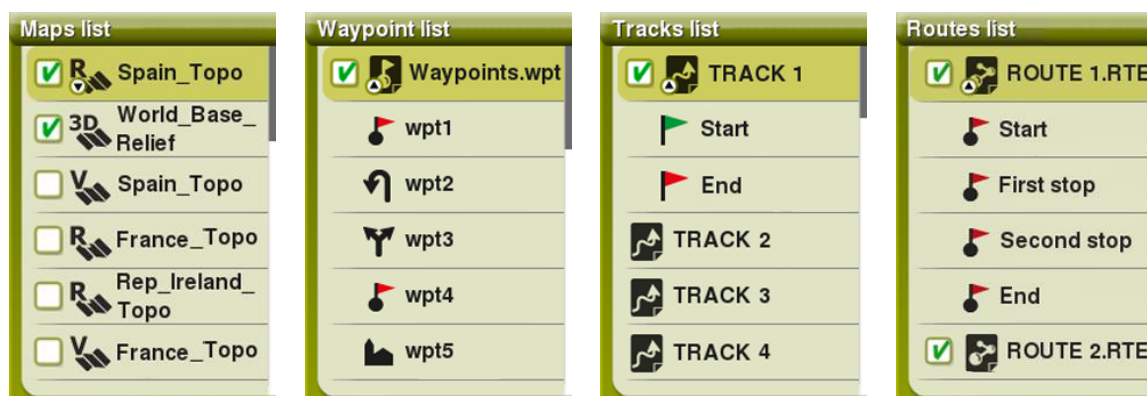 Maps list
R Spain_Topo
3D World_Base_
Relief
V Spain_Topo
R France_Topo
R Rep_Ireland_
Topo
V France_Topo
Waypoint list
Waypoints.wpt
wpt1
wpt2
wpt3
wpt4
wpt5
Tracks list
TRACK 1
Start
End
TRACK 2
TRACK 3
TRACK 4
Routes list
ROUTE 1.RTE
Start
First stop
Second stop
End
ROUTE 2.RTE